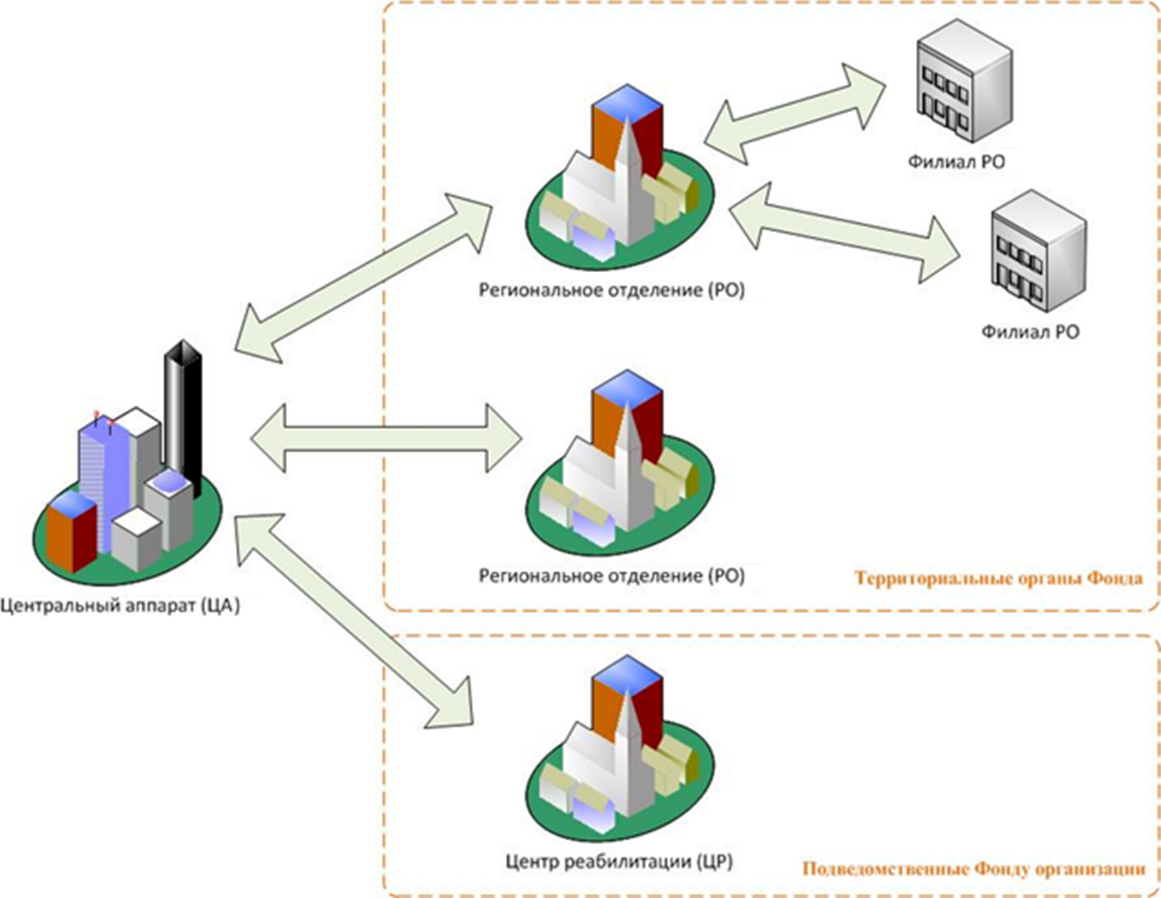 Филиал РО
Региональное отделение (РО)
Филиал РО
Региональное отделение (РО)
Территориальные органы Фонда
Центральный аппарат (ЦА)
Центр реабилитации (ЦР)
Подведомственные Фонду организации